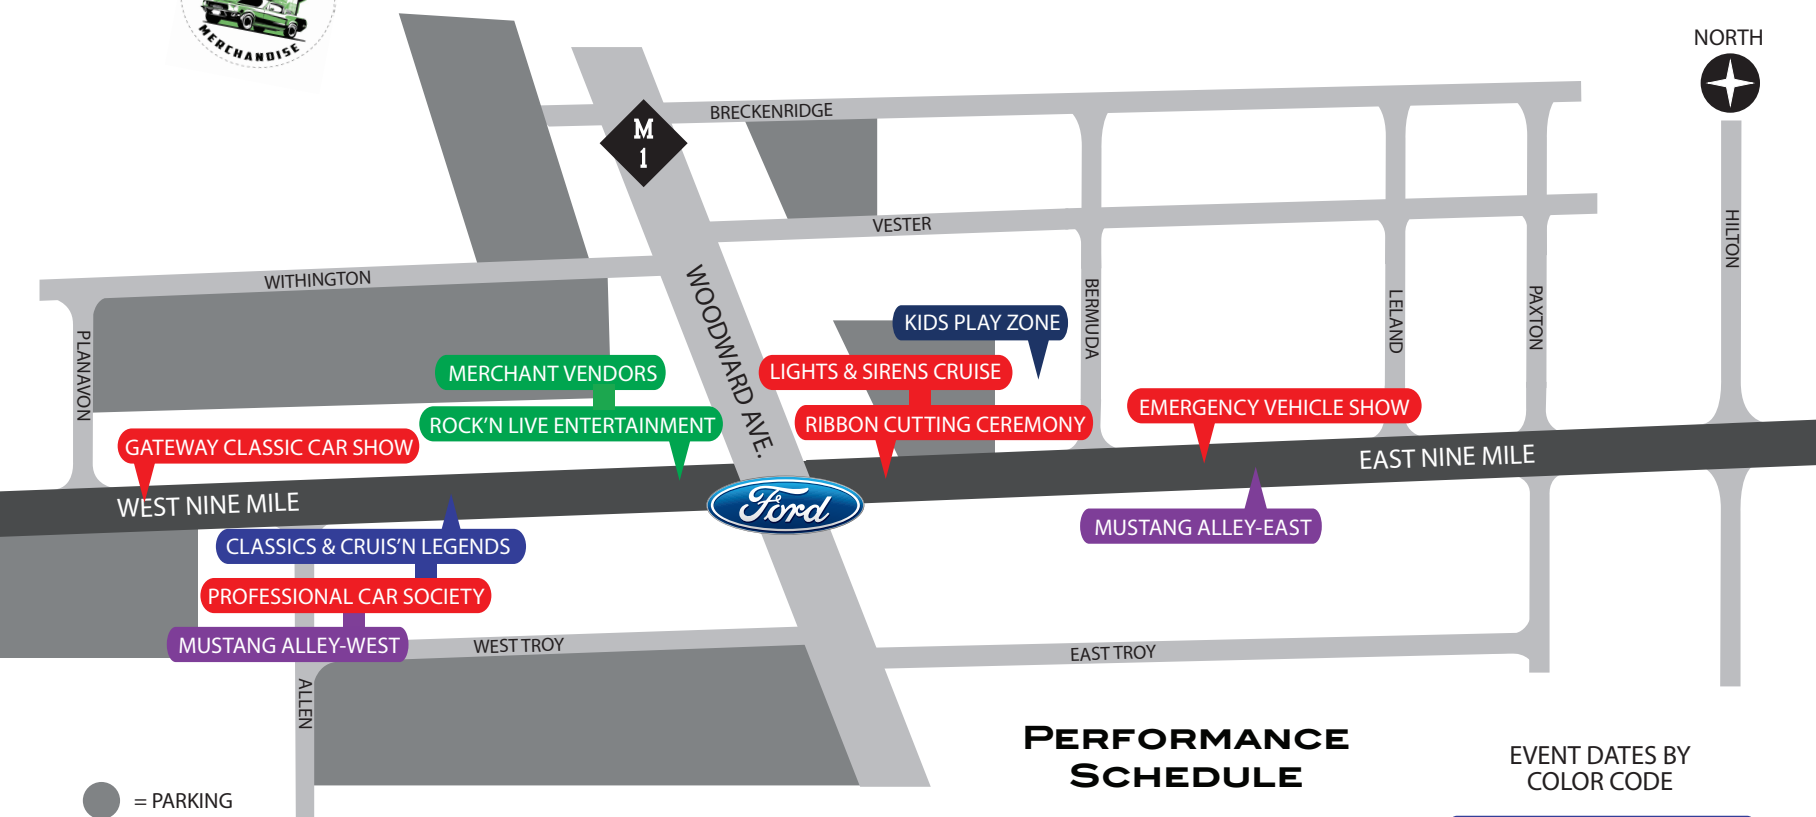 MERCHANDISE
NORTH
M
1
BRECKENRIDGE
VESTER
HILTON
WITHINGTON
WOODWARD AVE.
BERMUDA
LELAND
PAXTON
PLANAVON
KIDS PLAY ZONE
MERCHANT VENDORS
LIGHTS & SIRENS CRUISE
ROCK'N LIVE ENTERTAINMENT
RIBBON CUTTING CEREMONY
EMERGENCY VEHICLE SHOW
GATEWAY CLASSIC CAR SHOW
EAST NINE MILE
WEST NINE MILE
Ford
MUSTANG ALLEY-EAST
CLASSICS & CRUIS'N LEGENDS
PROFESSIONAL CAR SOCIETY
MUSTANG ALLEY-WEST
WEST TROY
EAST TROY
ALLEN
PERFORMANCE
SCHEDULE
EVENT DATES BY
COLOR CODE
= PARKING